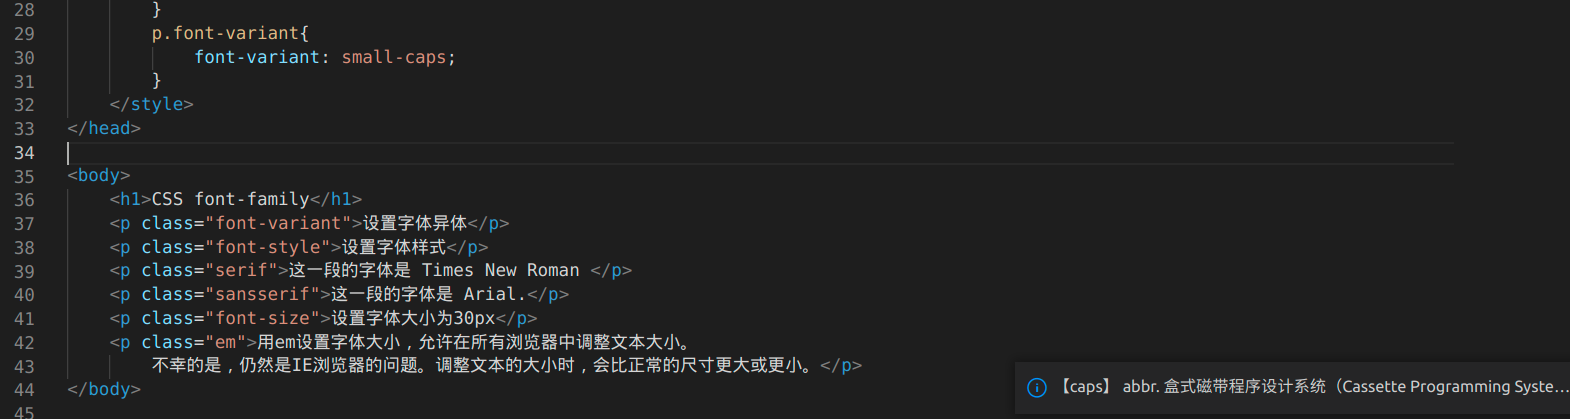 28 }
29 p.font-variant{
30 font-variant: small-caps;
31 }
32 </style>
33 </head>
34
35 <body>
36 <h1>CSS font-family</h1>
37 <p class="font-variant">设置字体异体</p>
38 <p class="font-style">设置字体样式</p>
39 <p class="serif">这一段的字体是 Times New Roman </p>
40 <p class="sansserif">这一段的字体是 Arial.</p>
41 <p class="font-size">设置字体大小为30px</p>
42 <p class="em">用em设置字体大小，允许在所有浏览器中调整文本大小。
43 不幸的是，仍然是IE浏览器的问题。调整文本的大小时，会比正常的尺寸更大或更小。</p>
44 </body>
45
【caps】 abbr. 盒式磁带程序设计系统（Cassette Programming Syste...